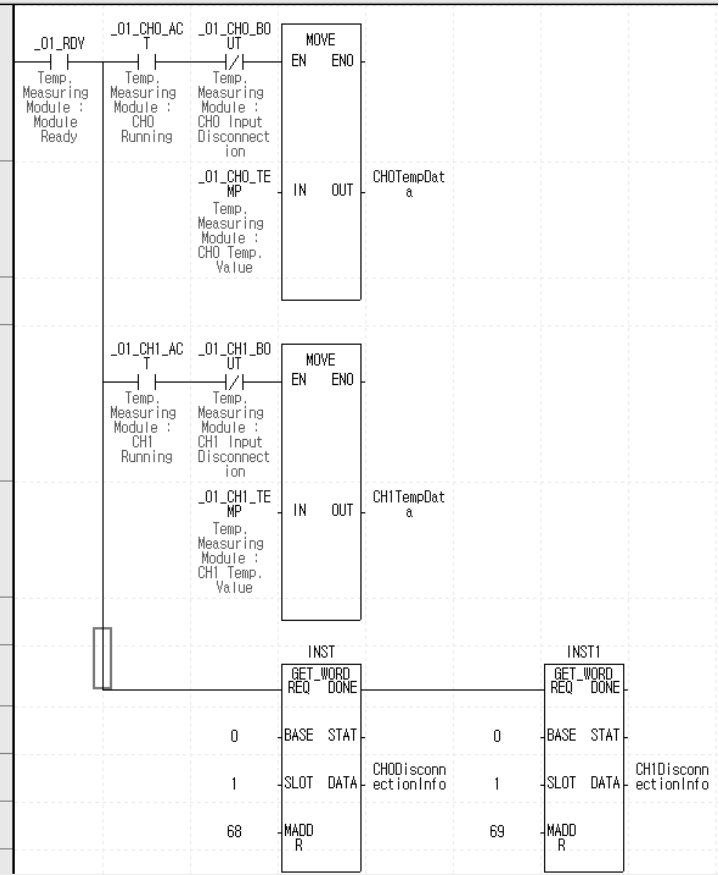 _01_RDY
Temp.
Measuring
Module :
Module
Ready
_01_CH0_AC
T
Temp.
Measuring
Module :
CH0
Running
_01_CH0_BO
UT
Temp.
Measuring
Module :
CH0 Input
Disconnect
ion
MOVE
EN ENO
_01_CH0_TE
MP
Temp.
Measuring
Module :
CH0 Temp.
Value
IN OUT
CH0TempDat
a
_01_CH1_AC
T
Temp.
Measuring
Module :
CH1
Running
_01_CH1_BO
UT
Temp.
Measuring
Module :
CH1 Input
Disconnect
ion
MOVE
EN ENO
_01_CH1_TE
MP
Temp.
Measuring
Module :
CH1 Temp.
Value
IN OUT
CH1TempDat
a
INST
GET_WORD
REQ DONE
0
BASE STAT
1
SLOT DATA
CH0Disconn
ectionInfo
68
MADD
R
INST1
GET_WORD
REQ DONE
0
BASE STAT
1
SLOT DATA
CH1Disconn
ectionInfo
69
MADD
R